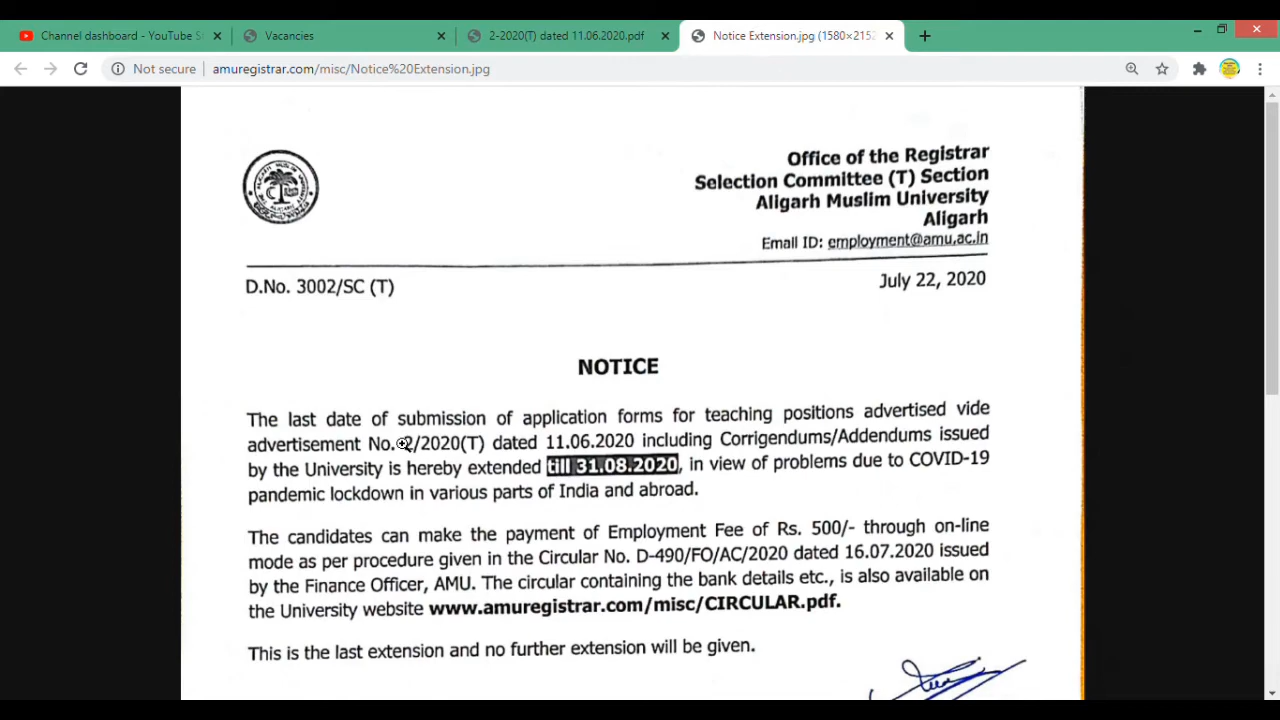 Channel dashboard - YouTube S
Vacancies
2-2020(T) dated 11.06.2020.pdf
Notice Extension.jpg (1580×2152
Not secure
amuregistrar.com/misc/Notice%20Extension.jpg
Office of the Registrar
Selection Committee (T) Section
Aligarh Muslim University
Aligarh
Email ID: employment@amu.ac.in
D.No. 3002/SC (T)
July 22, 2020
NOTICE
The last date of submission of application forms for teaching positions advertised vide
advertisement No. 2/2020(T) dated 11.06.2020 including Corrigendums/Addendums issued
by the University is hereby extended till 31.08.2020, in view of problems due to COVID-19
pandemic lockdown in various parts of India and abroad.
The candidates can make the payment of Employment Fee of Rs. 500/- through on-line
mode as per procedure given in the Circular No. D-490/FO/AC/2020 dated 16.07.2020 issued
by the Finance Officer, AMU. The circular containing the bank details etc., is also available on
the University website www.amuregistrar.com/misc/CIRCULAR.pdf.
This is the last extension and no further extension will be given.